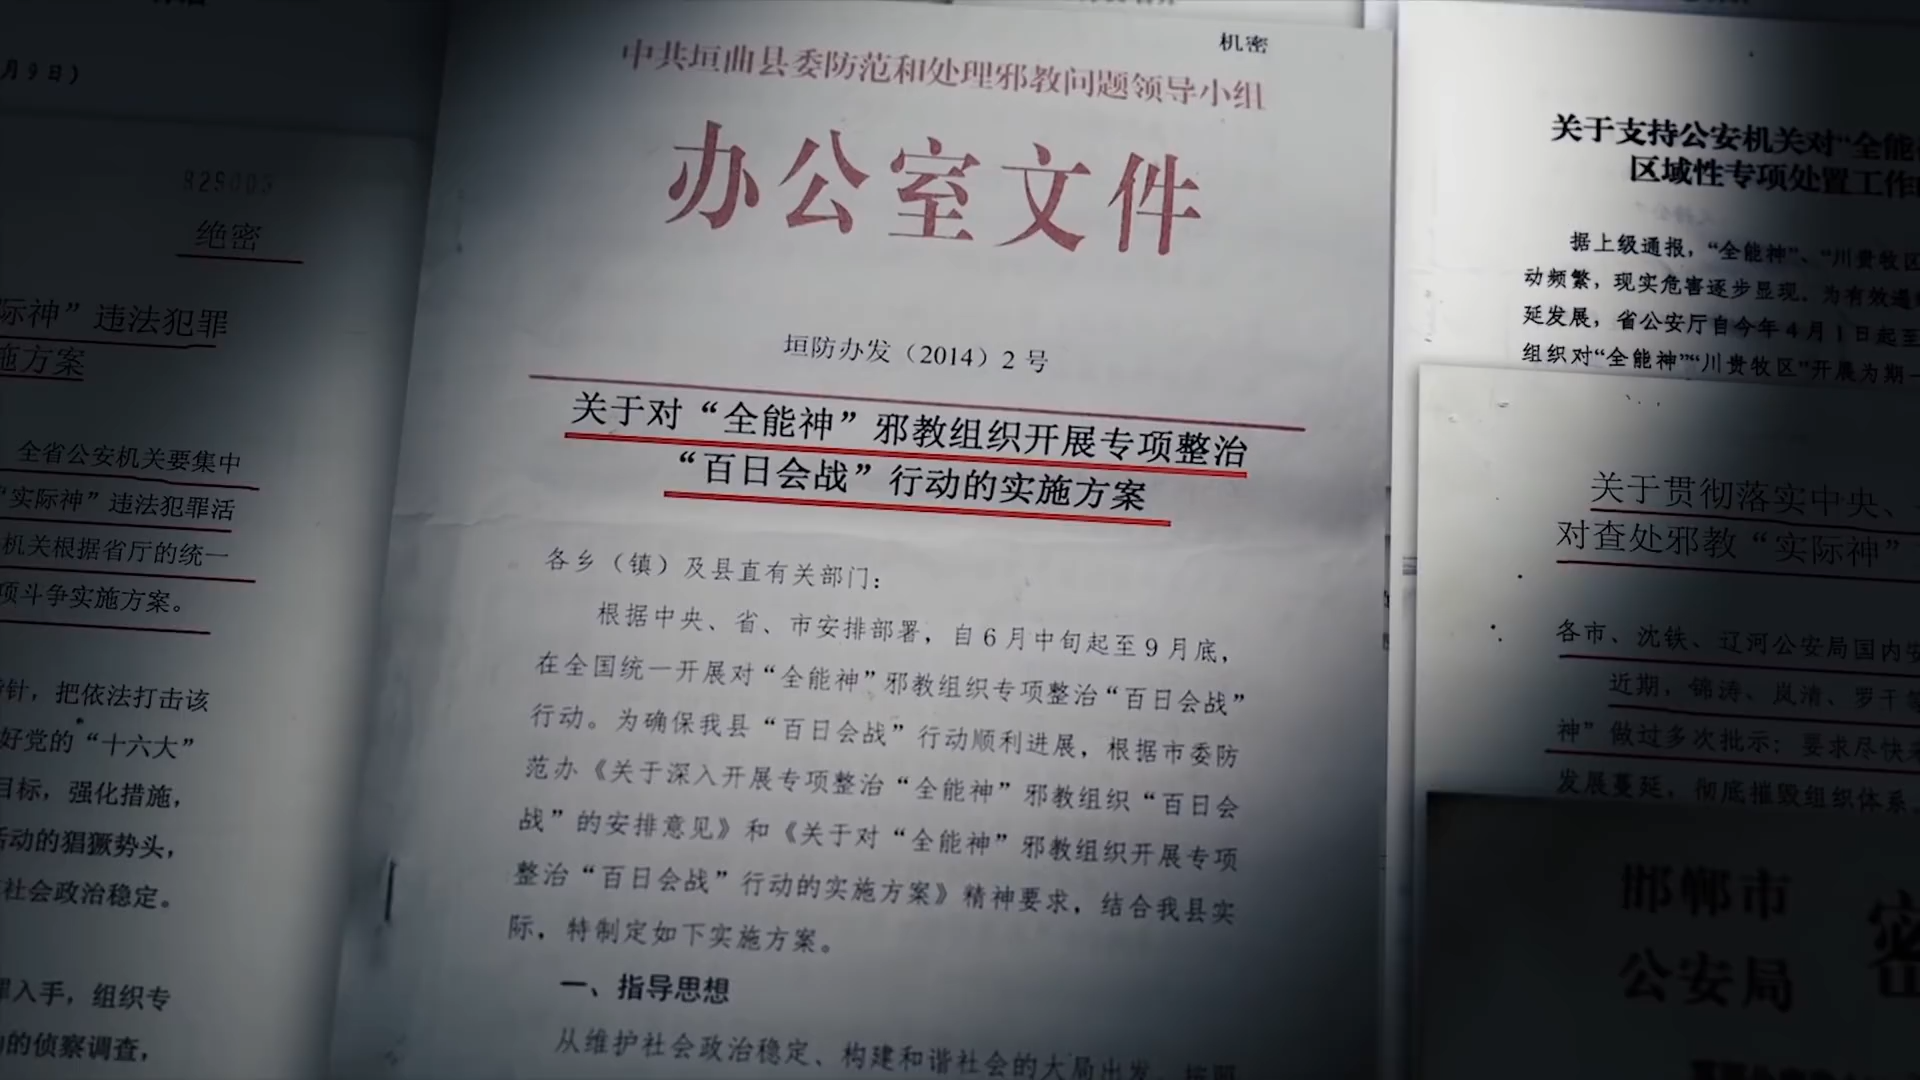 月9日）
绝密
际神”违法犯罪
施方案
全省公安机关要集中
“实际神”违法犯罪活
机关根据省厅的统一
项斗争实施方案。
针，把依法打击该
好党的“十六大”
目标，强化措施，
活动的猖獗势头，
社会政治稳定。
罪入手，组织专
的侦察调查，
机密
中共垣曲县委防范和处理邪教问题领导小组
办公室文件
垣防办发（2014）2号
关于对“全能神”邪教组织开展专项整治
“百日会战”行动的实施方案
各乡（镇）及县直有关部门：
根据中央、省、市安排部署，自6月中旬起至9月底，
在全国统一开展对“全能神”邪教组织专项整治“百日会战”
行动。为确保我县“百日会战”行动顺利进展，根据市委防
范办《关于深入开展专项整治“全能神”邪教组织“百日会
战”的安排意见》和《关于对“全能神”邪教组织开展专项
整治“百日会战”行动的实施方案》精神要求，结合我县实
际，特制定如下实施方案。
一、指导思想
从维护社会政治稳定、构建和谐社会的大局出发，按照
关于支持公安机关对“全能
区域性专项处置工作
据上级通报，“全能神”、“川贵牧区
动频繁，现实危害逐步显现。为有效遏
延发展，省公安厅自今年4月1日起至
组织对“全能神”“川贵牧区”开展为期一
关于贯彻落实中央、
对查处邪教“实际神”
各市、沈铁、辽河公安局国内安
近期，锦涛、岚清、罗干等
神”做过多次批示；要求尽快采
发展蔓延，彻底摧毁组织体系。
邯郸市
公安局
密